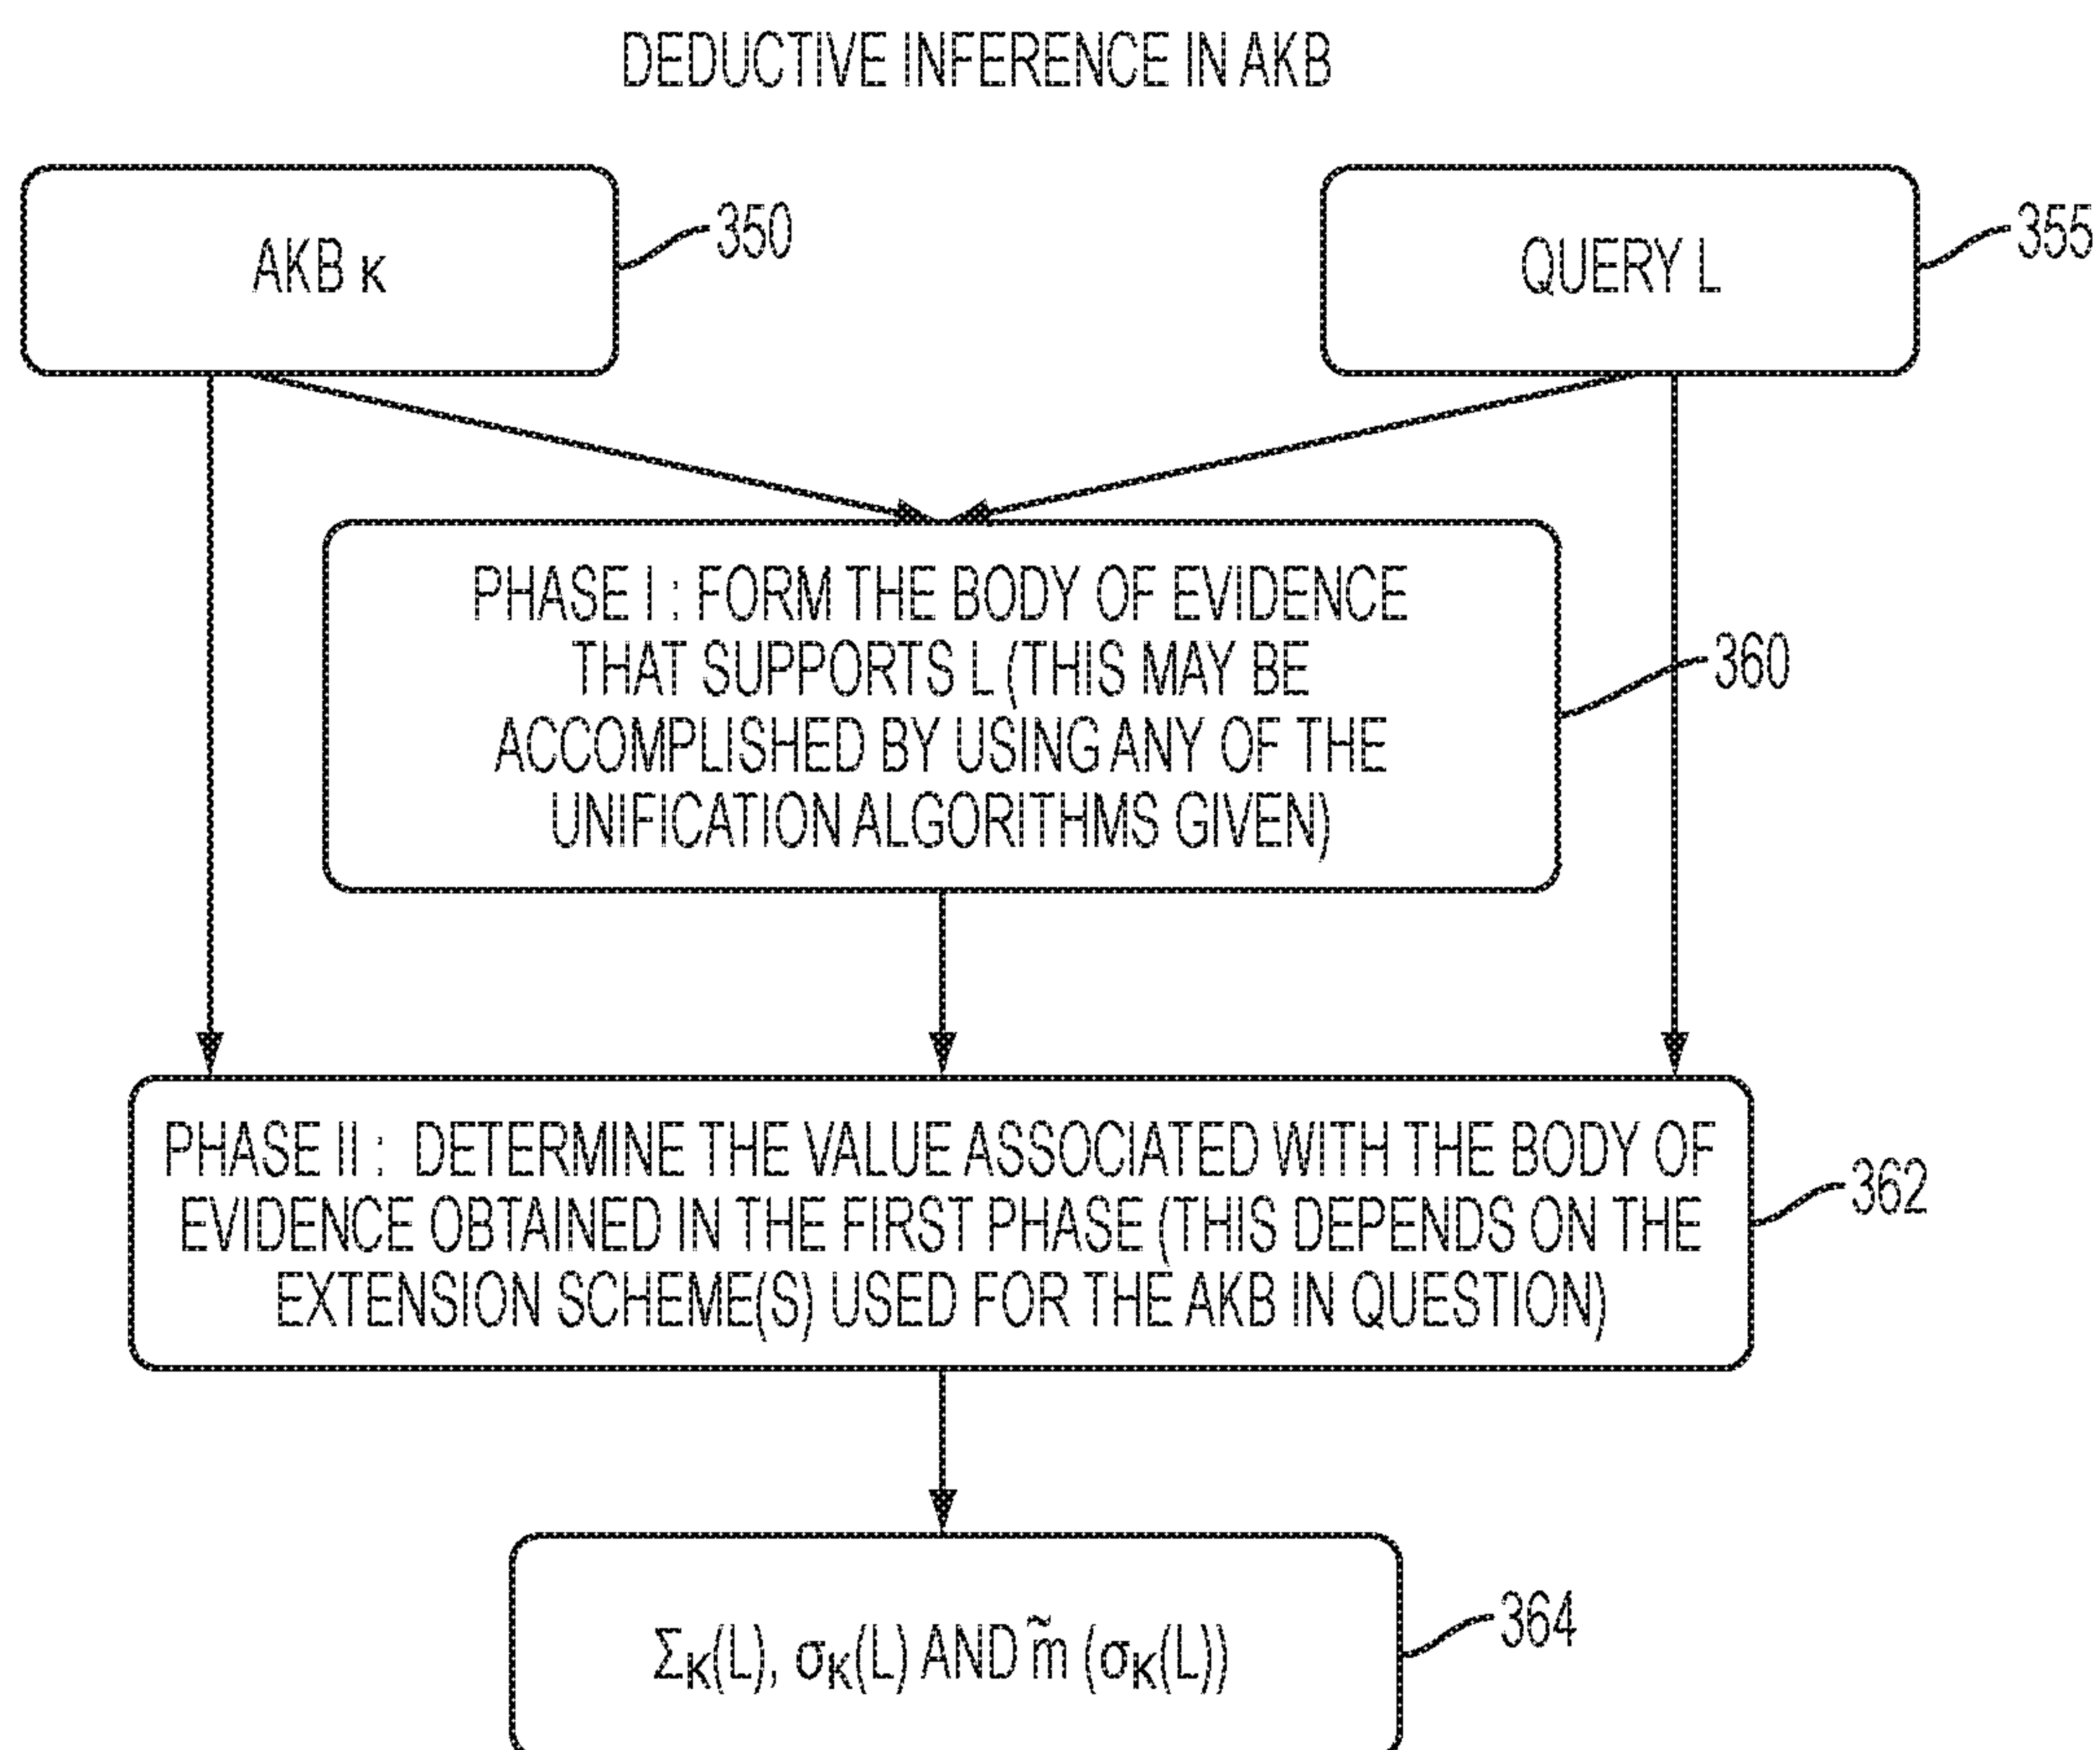 DEDUCTIVE INFERENCE IN AKB
AKB κ
350
QUERY L
355
PHASE I : FORM THE BODY OF EVIDENCE
THAT SUPPORTS L (THIS MAY BE
ACCOMPLISHED BY USING ANY OF THE
UNIFICATION ALGORITHMS GIVEN)
360
PHASE II : DETERMINE THE VALUE ASSOCIATED WITH THE BODY OF
EVIDENCE OBTAINED IN THE FIRST PHASE (THIS DEPENDS ON THE
EXTENSION SCHEME(S) USED FOR THE AKB IN QUESTION)
362
Σκ(L), σκ(L) AND m̃ (σκ(L))
364